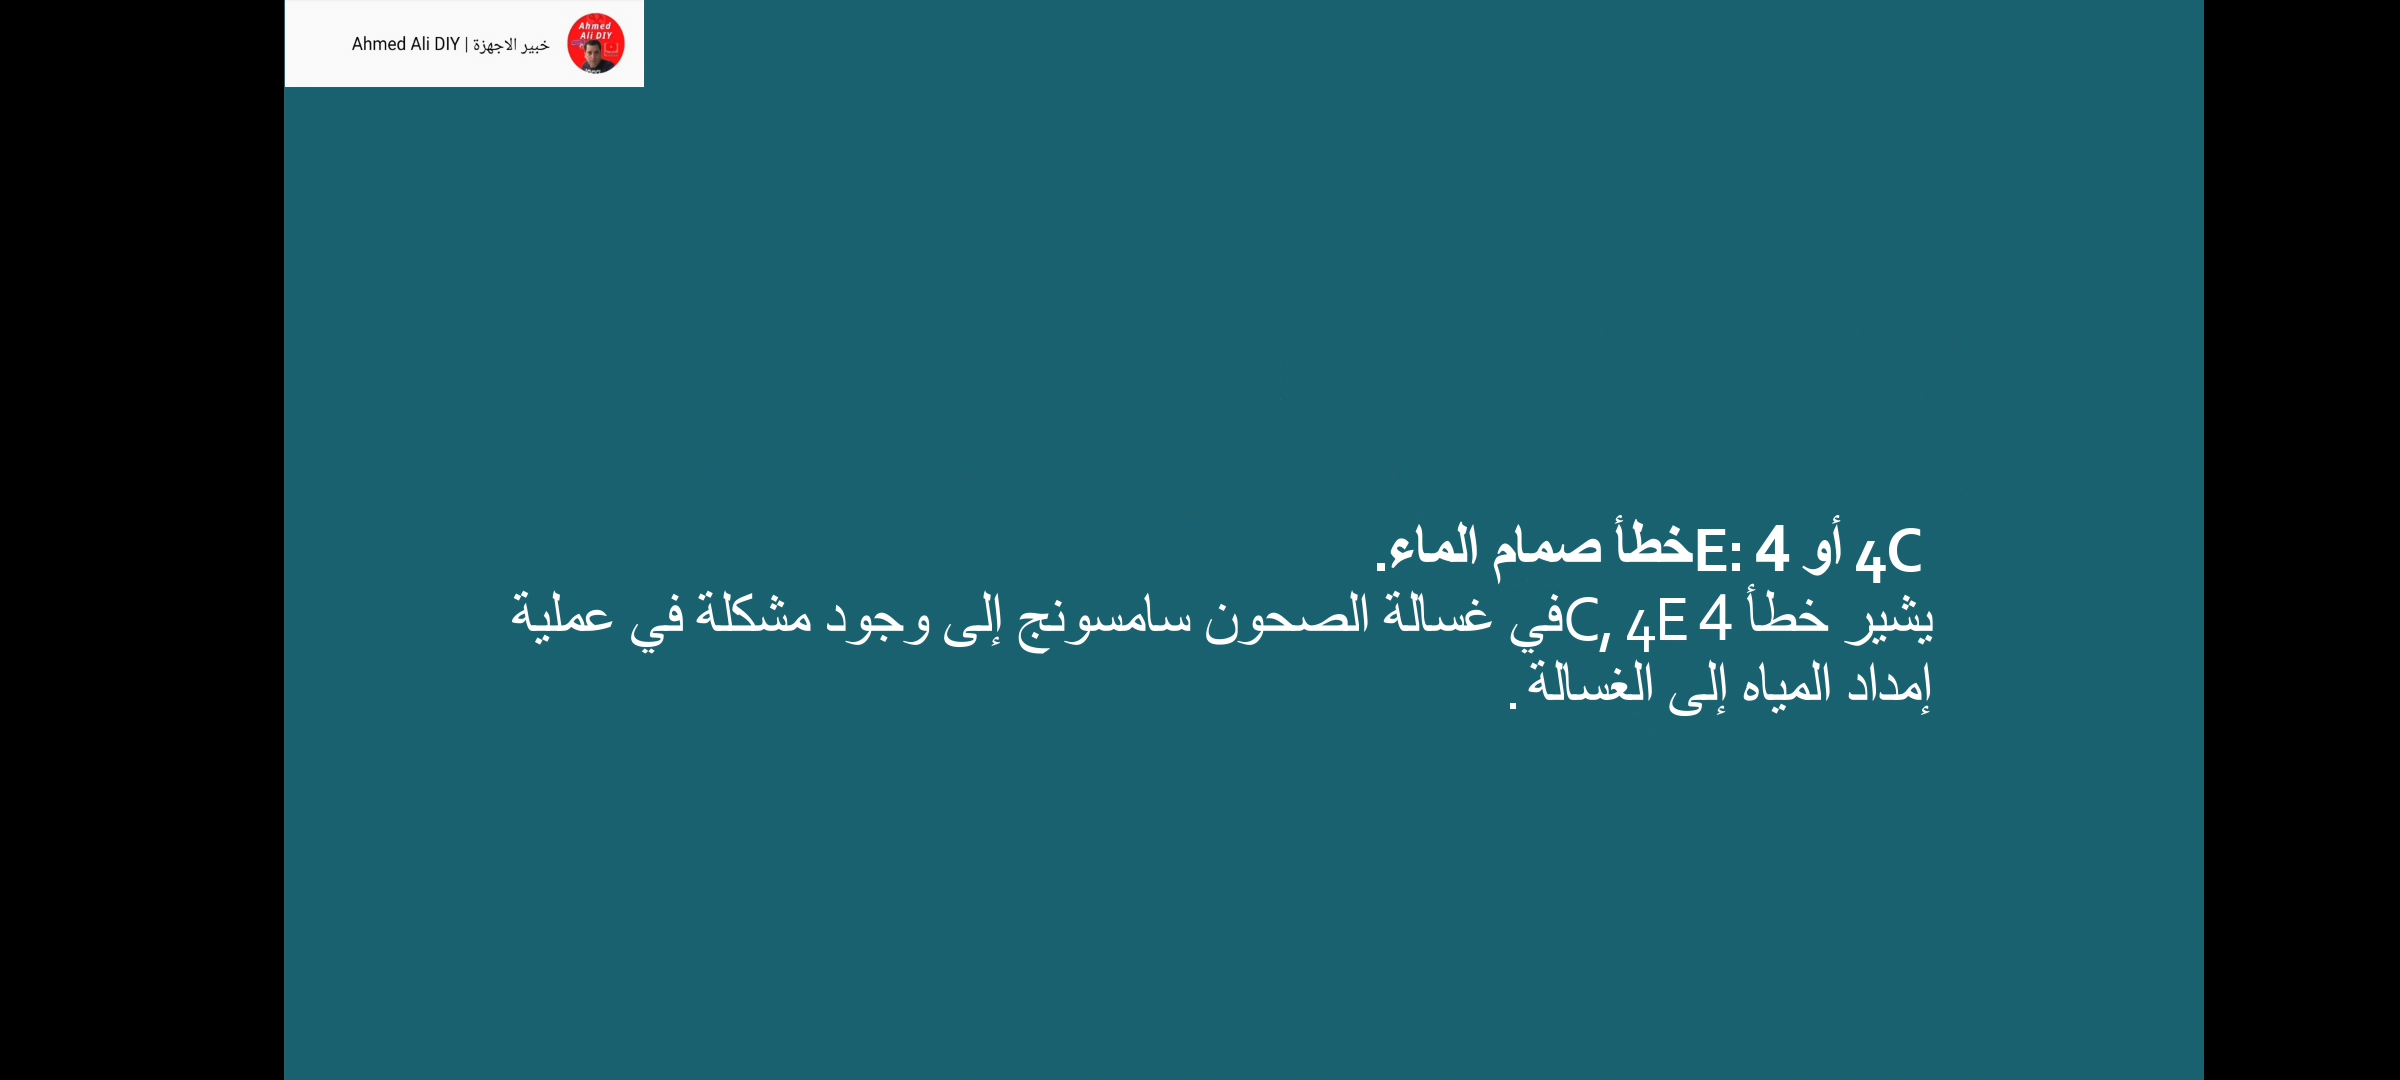 خبير الاجهزة | Ahmed Ali DIY
Ahmed
Ali DIY
4C أو 4 E: خطأ صمام الماء.
يشير خطأ 4 C, 4E في غسالة الصحون سامسونج إلى وجود مشكلة في عملية
إمداد المياه إلى الغسالة .